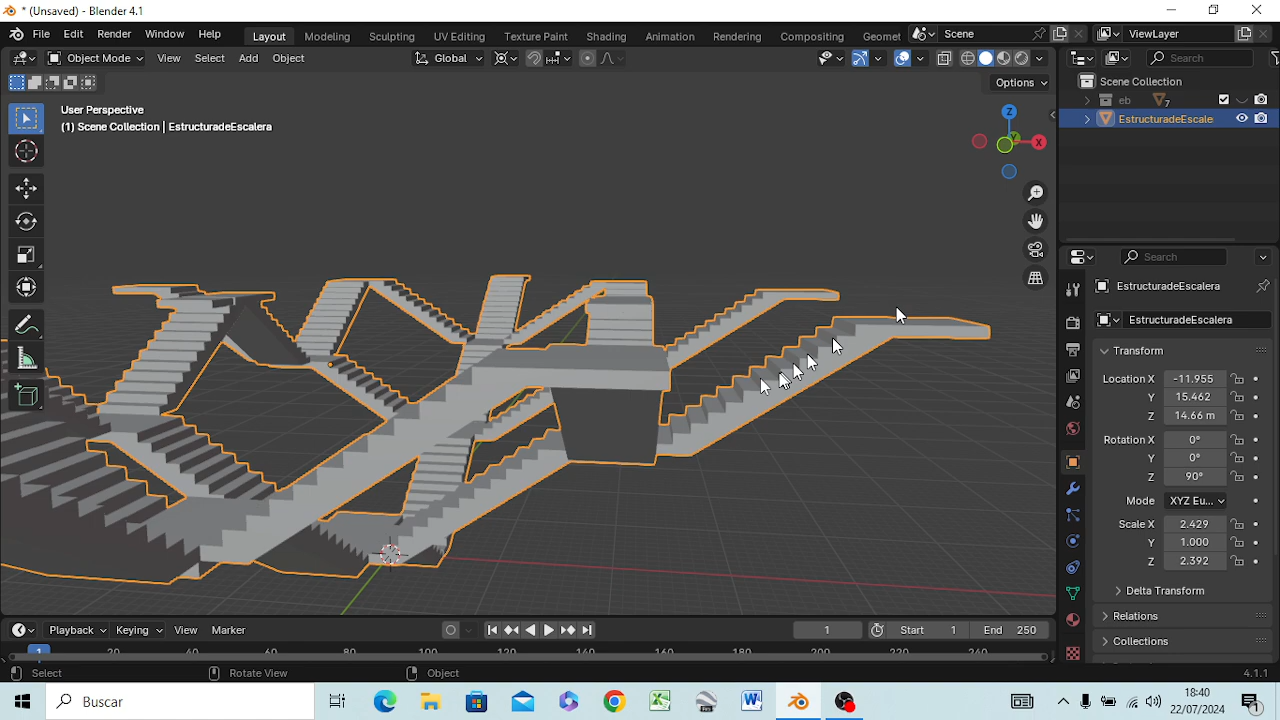 * (Unsaved) - Blender 4.1
File Edit Render Window Help Layout Modeling Sculpting UV Editing Texture Paint Shading Animation Rendering Compositing Geomet Scene ViewLayer
Object Mode View Select Add Object Global Search
Options
User Perspective
(1) Scene Collection | EstructuradeEscalera
Z
Y
X
Scene Collection
eb 7
EstructuradeEscale
Search
EstructuradeEscalera
EstructuradeEscalera
Transform
Location X -11.955
Y 15.462
Z 14.66 m
Rotation X 0°
Y 0°
Z 90°
Mode XYZ Eu...
Scale X 2.429
Y 1.000
Z 2.392
Delta Transform
Relations
Collections
Playback Keying View Marker 1 Start 1 End 250
1 20 40 60 80 100 120 140 160 180 200 220 240
Select Rotate View Object 4.1.1
Buscar
18:40
22/07/2024
1